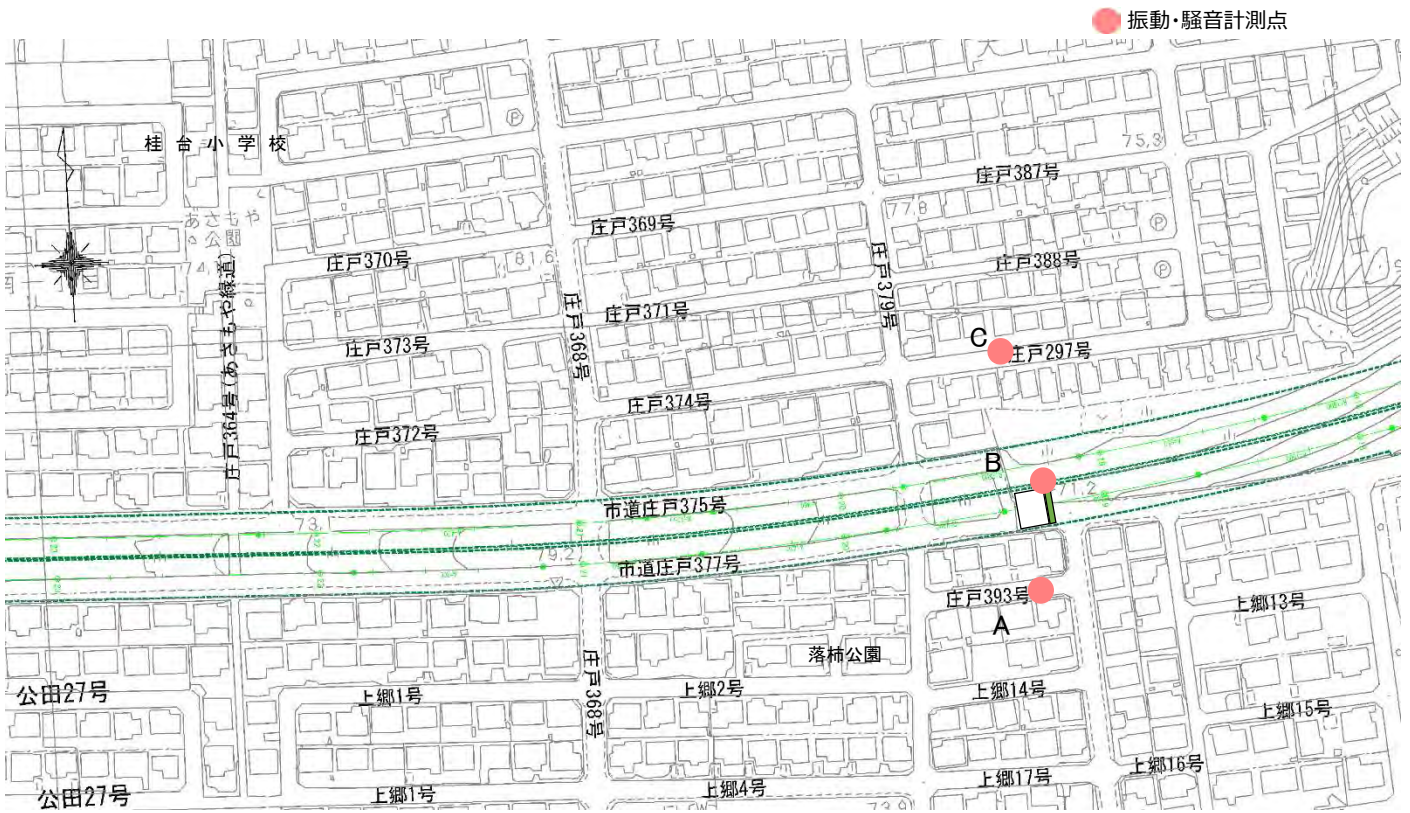 振動・騒音計測点
桂台小学校
75.3
庄戸387号
あさもや
公園
庄戸369号
77.8
P
庄戸370号
81.6
庄戸388号
P
P
74.
庄戸364号(あさもや緑道)
庄戸368号
庄戸371号
庄戸379号
庄戸373号
C
庄戸297号
庄戸374号
庄戸372号
B
71.2
市道庄戸375号
73.1
79.2
市道庄戸377号
庄戸393号
A
上郷13号
落柿公園
庄戸368号
公田27号
上郷1号
上郷2号
上郷14号
上郷15号
公田27号
上郷1号
上郷4号
上郷17号
上郷16号
73.9